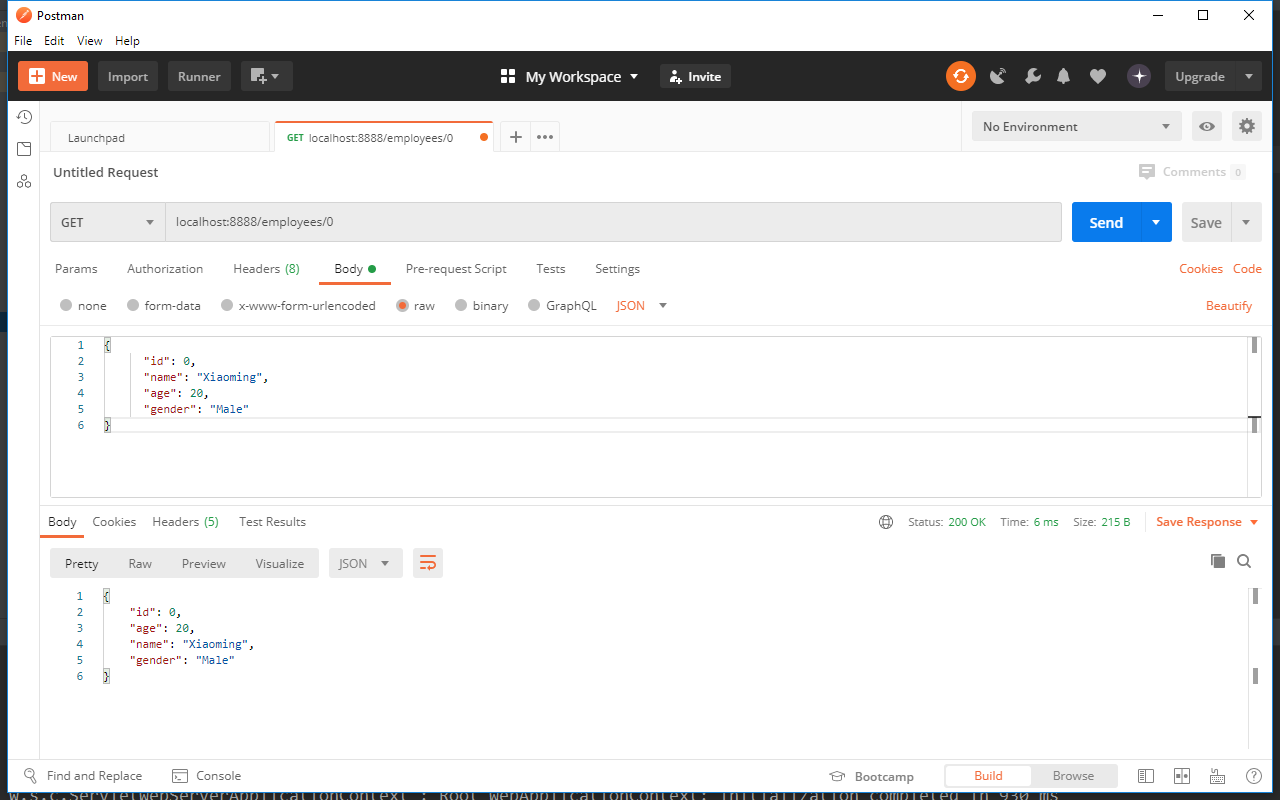 Postman
File Edit View Help
New Import Runner My Workspace Invite Upgrade
Launchpad GET localhost:8888/employees/0 No Environment
Untitled Request Comments 0
GET localhost:8888/employees/0 Send Save
Params Authorization Headers (8) Body Pre-request Script Tests Settings Cookies Code
none form-data x-www-form-urlencoded raw binary GraphQL JSON Beautify
1 {
2 "id": 0,
3 "name": "Xiaoming",
4 "age": 20,
5 "gender": "Male"
6 }
Body Cookies Headers (5) Test Results Status: 200 OK Time: 6 ms Size: 215 B Save Response
Pretty Raw Preview Visualize JSON
1 {
2 "id": 0,
3 "age": 20,
4 "name": "Xiaoming",
5 "gender": "Male"
6 }
Find and Replace Console Bootcamp Build Browse
w.s.c.ServletWebServerApplicationContext : Root WebApplicationContext: initialization completed in 930 ms